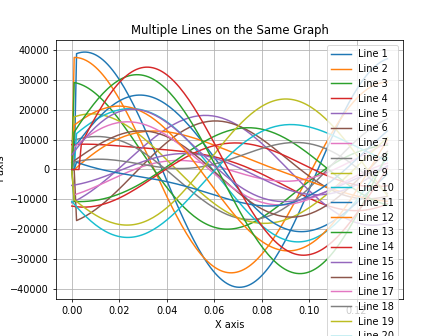 Multiple Lines on the Same Graph
40000
30000
20000
10000
0
−10000
−20000
−30000
−40000
0.00
0.02
0.04
0.06
0.08
0.10
X axis
axis
Line 1
Line 2
Line 3
Line 4
Line 5
Line 6
Line 7
Line 8
Line 9
Line 10
Line 11
Line 12
Line 13
Line 14
Line 15
Line 16
Line 17
Line 18
Line 19
Line 20